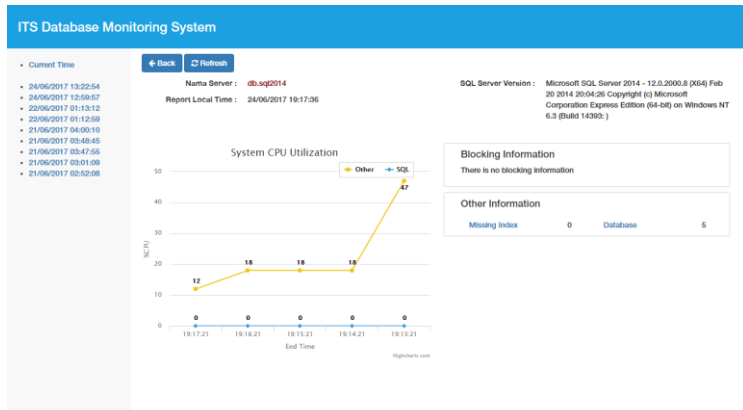 ITS Database Monitoring System
Current Time
24/06/2017 13:22:54
24/06/2017 12:59:57
22/06/2017 01:13:12
22/06/2017 01:12:59
21/06/2017 04:00:10
21/06/2017 03:48:45
21/06/2017 03:47:55
21/06/2017 03:01:09
21/06/2017 02:52:08
Back Refresh
Nama Server : db.sql2014
Report Local Time : 24/06/2017 19:17:36
SQL Server Version : Microsoft SQL Server 2014 - 12.0.2000.8 (X64) Feb
20 2014 20:04:26 Copyright (c) Microsoft
Corporation Express Edition (64-bit) on Windows NT
6.3 (Build 14393: )
System CPU Utilization
Other SQL
50
40
30
20
10
0
%CPU
12
18
18
18
47
0
0
0
0
0
19:17:21 19:16:21 19:15:21 19:14:21 19:13:21
End Time
Highcharts.com
Blocking Information
There is no blocking information
Other Information
Missing Index 0 Database 5